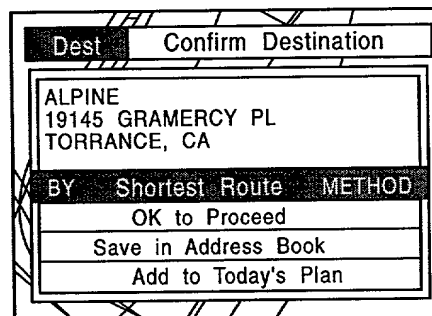 Dest Confirm Destination
ALPINE
19145 GRAMERCY PL
TORRANCE, CA
BY Shortest Route METHOD
OK to Proceed
Save in Address Book
Add to Today's Plan